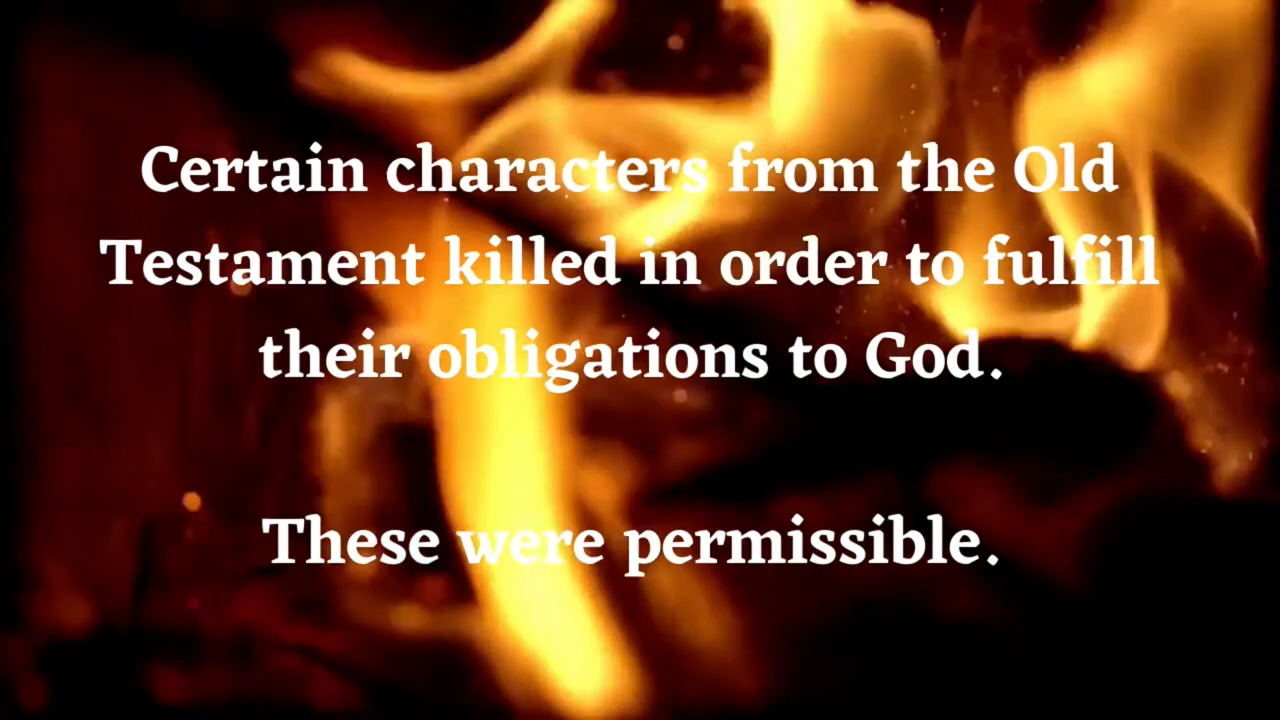 Certain characters from the Old
Testament killed in order to fulfill
their obligations to God.
These were permissible.